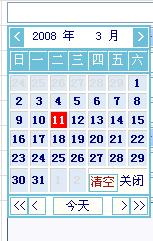 < 2008 年 3 月 >
日 一 二 三 四 五 六
24 25 26 27 28 29 1
2 3 4 5 6 7 8
9 10 11 12 13 14 15
16 17 18 19 20 21 22
23 24 25 26 27 28 29
30 31 1 2 清空 关闭
<< < 今天 > >>